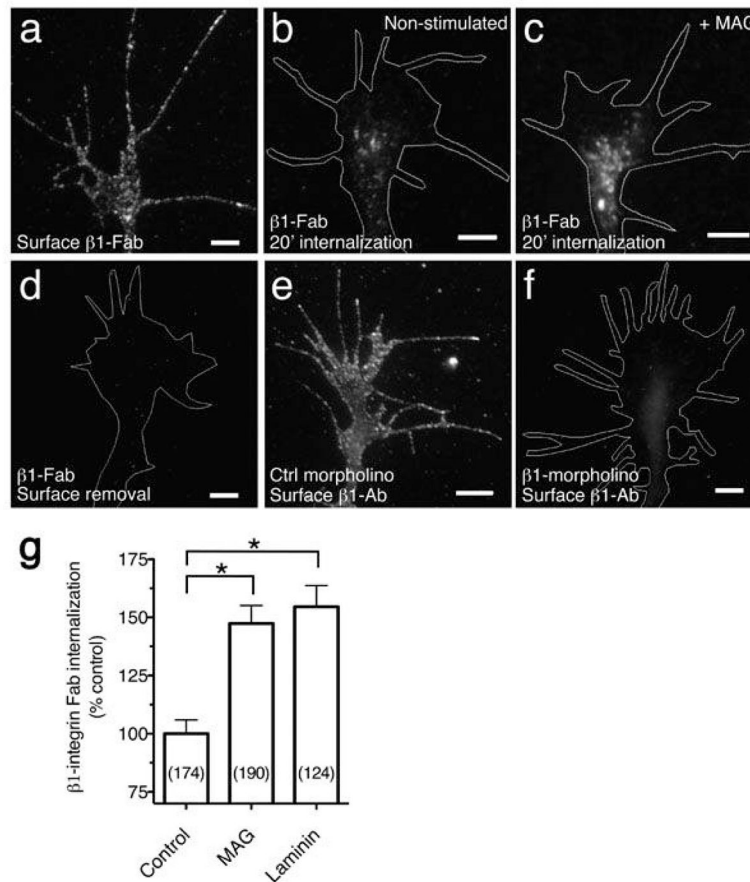 a
b
Non-stimulated
c
+ MAG
Surface β1-Fab
β1-Fab
20' internalization
β1-Fab
20' internalization
d
e
f
β1-Fab
Surface removal
Ctrl morpholino
Surface β1-Ab
β1-morpholino
Surface β1-Ab
g
β1-integrin Fab internalization
(% control)
175
150
125
100
75
*
*
(174)
(190)
(124)
Control
MAG
Laminin